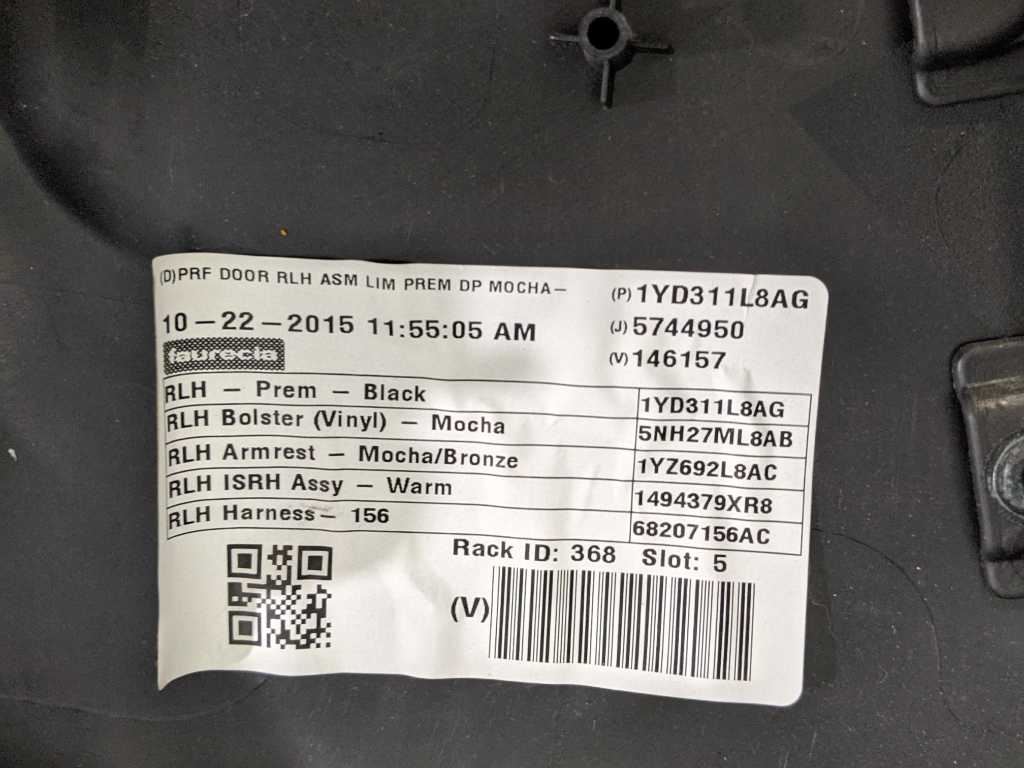 (D)PRF DOOR RLH ASM LIM PREM DP MOCHA—
(P) 1YD311L8AG
10 — 22 — 2015 11:55:05 AM
(J) 5744950
faurecia
(V) 146157
RLH — Prem — Black 1YD311L8AG
RLH Bolster (Vinyl) — Mocha 5NH27ML8AB
RLH Armrest — Mocha/Bronze 1YZ692L8AC
RLH ISRH Assy — Warm 1494379XR8
RLH Harness— 156 68207156AC
Rack ID: 368 Slot: 5
(V)